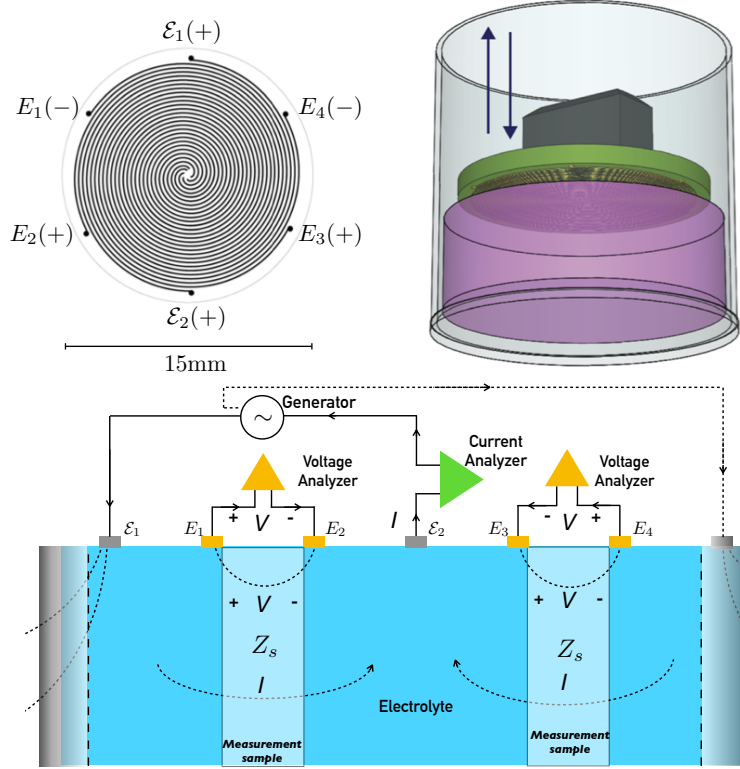 ℰ₁(+)
E₁(−) E₄(−)
E₂(+) E₃(+)
ℰ₂(+)
15mm
~ Generator
Current
Analyzer
Voltage
Analyzer
Voltage
Analyzer
+ V -
I
- V +
ℰ₁ E₁ E₂ ℰ₂ E₃ E₄
+ V -
+ V -
Zₛ
Zₛ
I
I
Electrolyte
Measurement
sample
Measurement
sample